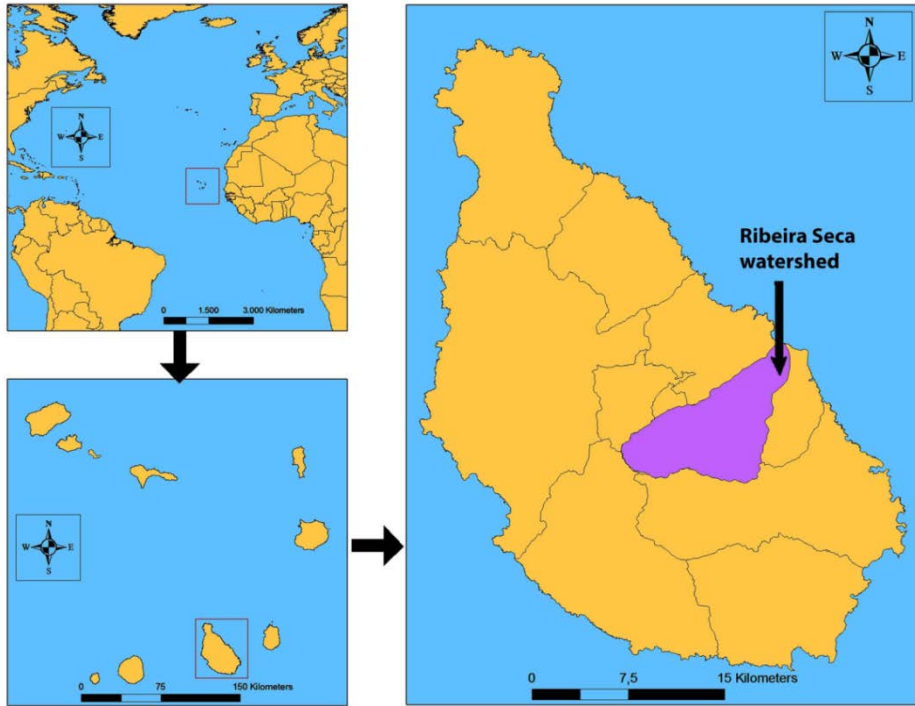 N
W E
S
0 1.500 3.000 Kilometers
N
W E
S
0 75 150 Kilometers
N
W E
S
Ribeira Seca
watershed
0 7,5 15 Kilometers